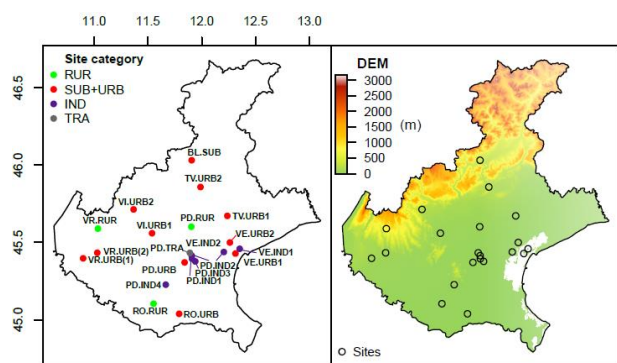 11.0 11.5 12.0 12.5 13.0
46.5
46.0
45.5
45.0
Site category
RUR
SUB+URB
IND
TRA
BL.SUB
TV.URB2
VI.URB2
VR.RUR
PD.RUR
TV.URB1
VI.URB1
VE.URB2
PD.TRA
VE.IND2
VR.URB(2)
VE.IND1
VR.URB(1)
PD.URB
PD.IND2
VE.URB1
PD.IND3
PD.IND1
PD.IND4
RO.RUR
RO.URB
DEM
3000
2500
2000
1500
1000
500
0
(m)
Sites